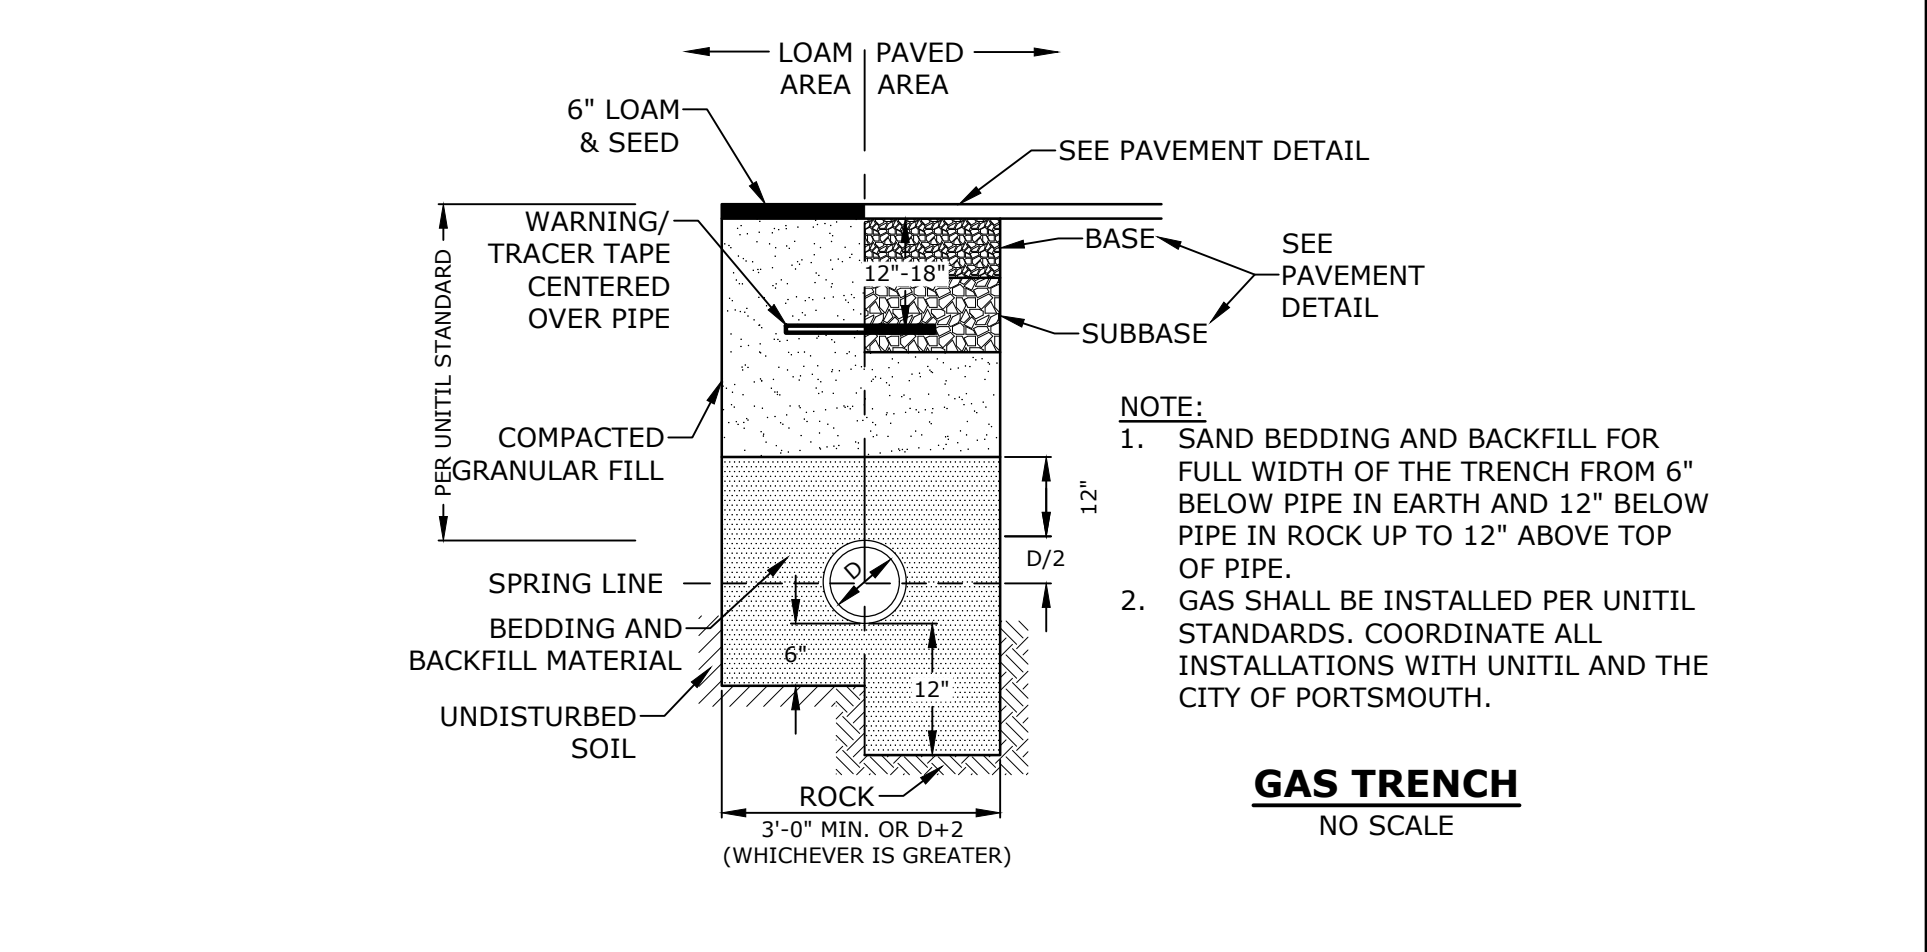 LOAM AREA
PAVED AREA
6" LOAM
& SEED
SEE PAVEMENT DETAIL
WARNING/
TRACER TAPE
CENTERED
OVER PIPE
PER UNITIL STANDARD
12"-18"
BASE
SUBBASE
SEE
PAVEMENT
DETAIL
COMPACTED
GRANULAR FILL
12"
D/2
D
SPRING LINE
BEDDING AND
BACKFILL MATERIAL
6"
12"
UNDISTURBED
SOIL
ROCK
3'-0" MIN. OR D+2
(WHICHEVER IS GREATER)
NOTE:
1. SAND BEDDING AND BACKFILL FOR
FULL WIDTH OF THE TRENCH FROM 6"
BELOW PIPE IN EARTH AND 12" BELOW
PIPE IN ROCK UP TO 12" ABOVE TOP
OF PIPE.
2. GAS SHALL BE INSTALLED PER UNITIL
STANDARDS. COORDINATE ALL
INSTALLATIONS WITH UNITIL AND THE
CITY OF PORTSMOUTH.
GAS TRENCH
NO SCALE